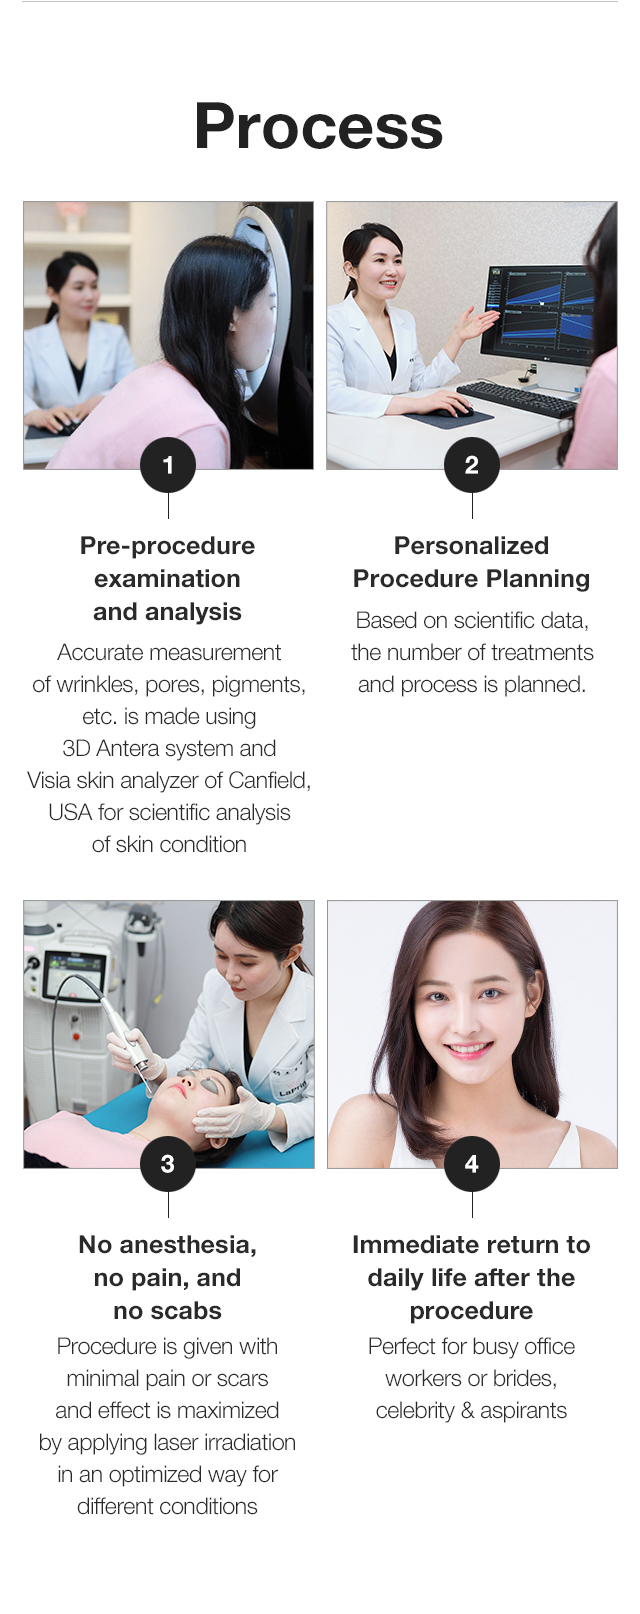 Process
1
Pre-procedure
examination
and analysis
Accurate measurement
of wrinkles, pores, pigments,
etc. is made using
3D Antera system and
Visia skin analyzer of Canfield,
USA for scientific analysis
of skin condition
2
Personalized
Procedure Planning
Based on scientific data,
the number of treatments
and process is planned.
3
No anesthesia,
no pain, and
no scabs
Procedure is given with
minimal pain or scars
and effect is maximized
by applying laser irradiation
in an optimized way for
different conditions
4
Immediate return to
daily life after the
procedure
Perfect for busy office
workers or brides,
celebrity & aspirants